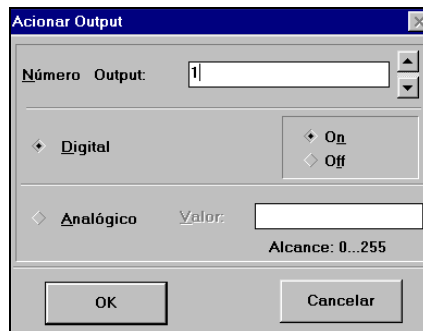 Acionar Output
Número Output: 1
Digital
On
Off
Analógico Valor:
Alcance: 0...255
OK Cancelar